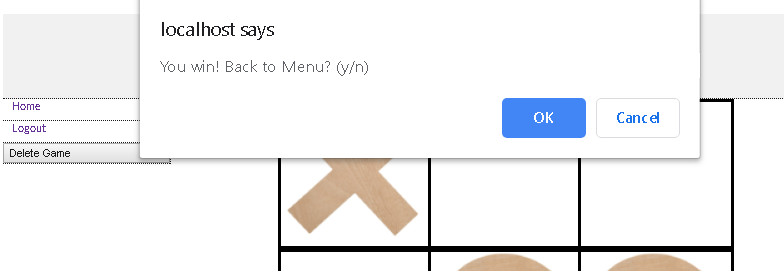 localhost says
You win! Back to Menu? (y/n)
OK Cancel
Home
Logout
Delete Game